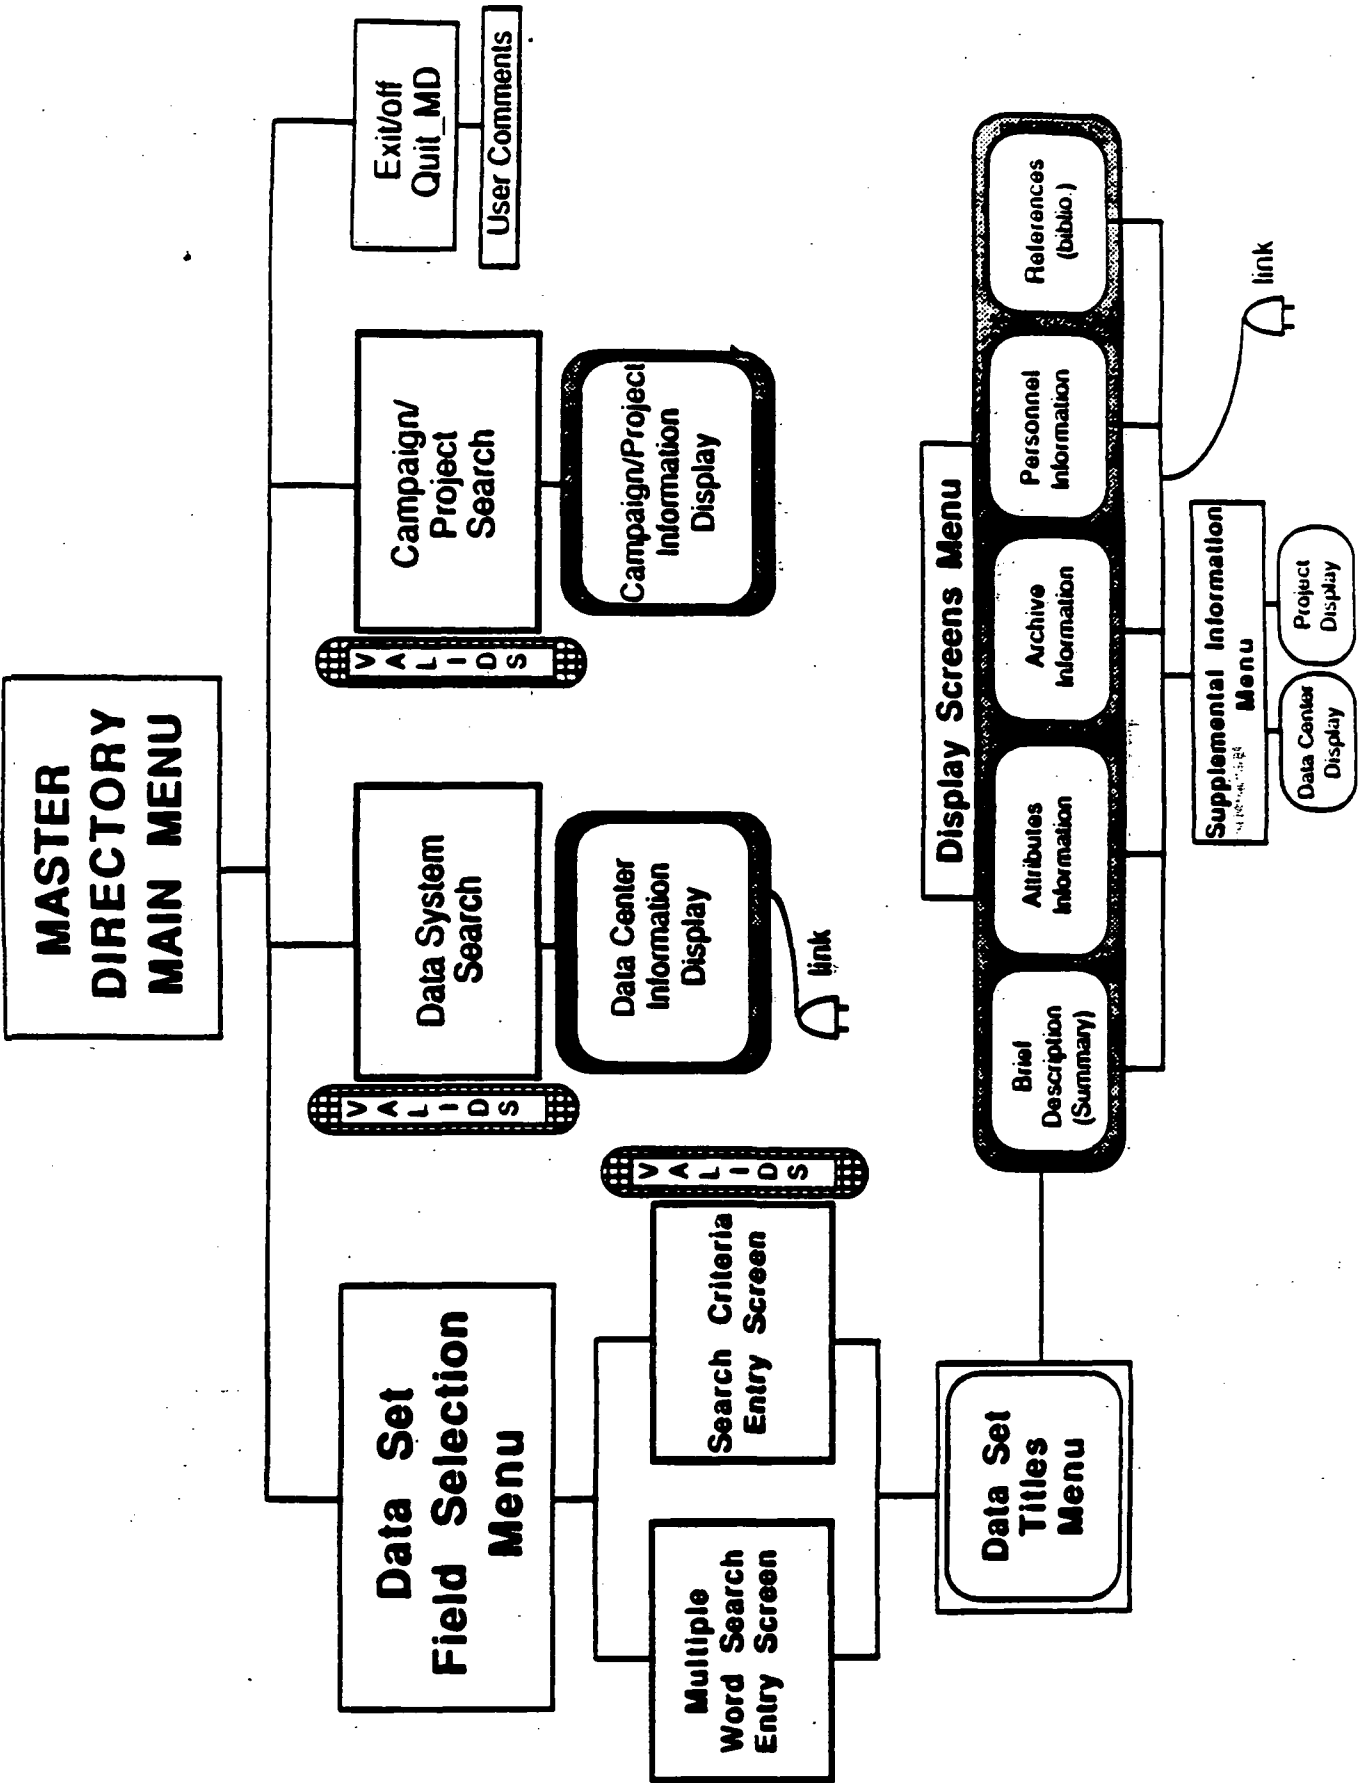 MASTER
DIRECTORY
MAIN MENU
Data Set
Field Selection
Menu
VALIDS
Data System
Search
VALIDS
Campaign/
Project
Search
Exit/off
Quit_MD
User Comments
Multiple
Word Search
Entry Screen
Search Criteria
Entry Screen
VALIDS
Data Center
Information
Display
link
Campaign/Project
Information
Display
Data Set
Titles
Menu
Display Screens Menu
Brief
Description
(Summary)
Attributes
Information
Archive
Information
Personnel
Information
References
(biblio.)
link
Supplemental Information
Menu
Data Center
Display
Project
Display